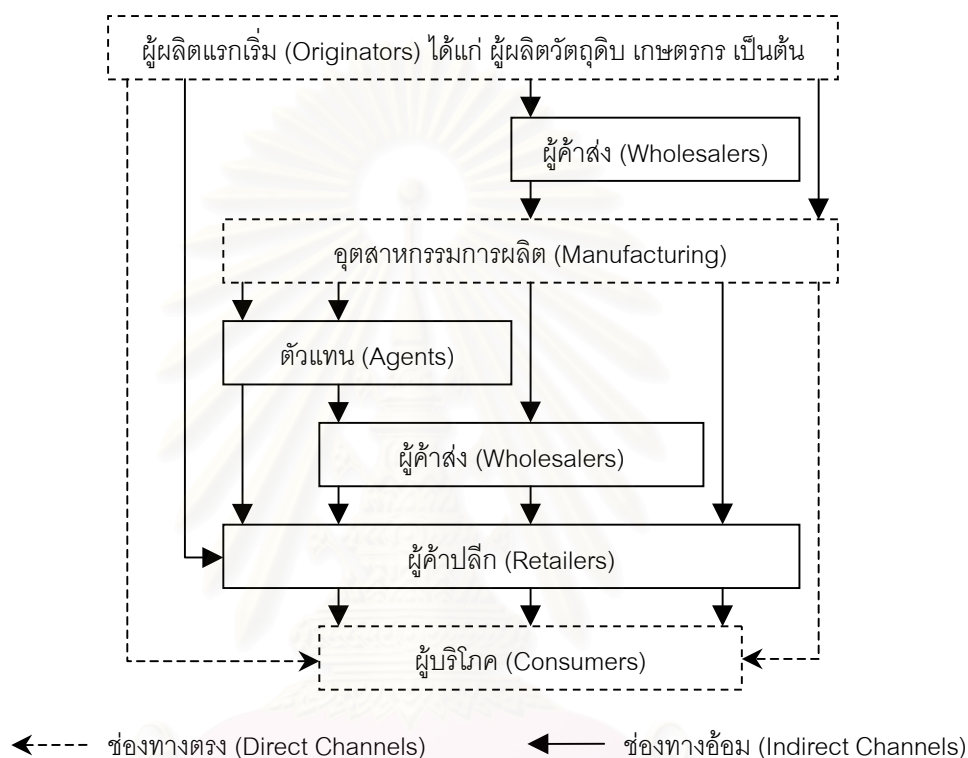 ผู้ผลิตแรกเริ่ม (Originators) ได้แก่ ผู้ผลิตวัตถุดิบ เกษตรกร เป็นต้น
ผู้ค้าส่ง (Wholesalers)
อุตสาหกรรมการผลิต (Manufacturing)
ตัวแทน (Agents)
ผู้ค้าส่ง (Wholesalers)
ผู้ค้าปลีก (Retailers)
ผู้บริโภค (Consumers)
ช่องทางตรง (Direct Channels) ช่องทางอ้อม (Indirect Channels)